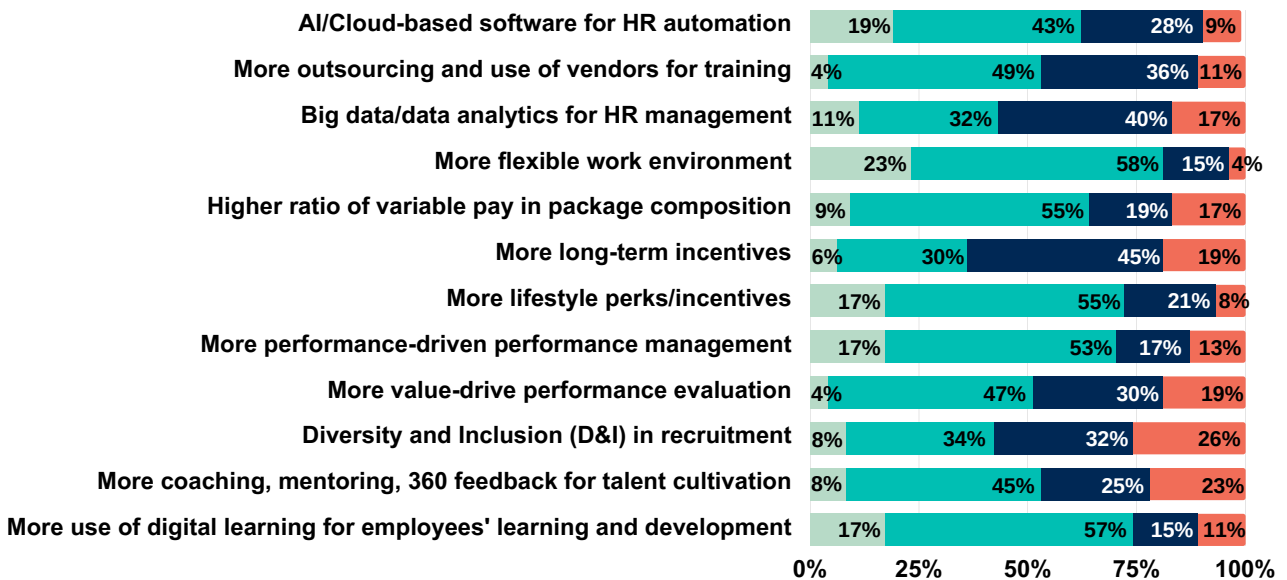 AI/Cloud-based software for HR automation 19% 43% 28% 9%
More outsourcing and use of vendors for training 4% 49% 36% 11%
Big data/data analytics for HR management 11% 32% 40% 17%
More flexible work environment 23% 58% 15% 4%
Higher ratio of variable pay in package composition 9% 55% 19% 17%
More long-term incentives 6% 30% 45% 19%
More lifestyle perks/incentives 17% 55% 21% 8%
More performance-driven performance management 17% 53% 17% 13%
More value-drive performance evaluation 4% 47% 30% 19%
Diversity and Inclusion (D&I) in recruitment 8% 34% 32% 26%
More coaching, mentoring, 360 feedback for talent cultivation 8% 45% 25% 23%
More use of digital learning for employees' learning and development 17% 57% 15% 11%
0% 25% 50% 75% 100%